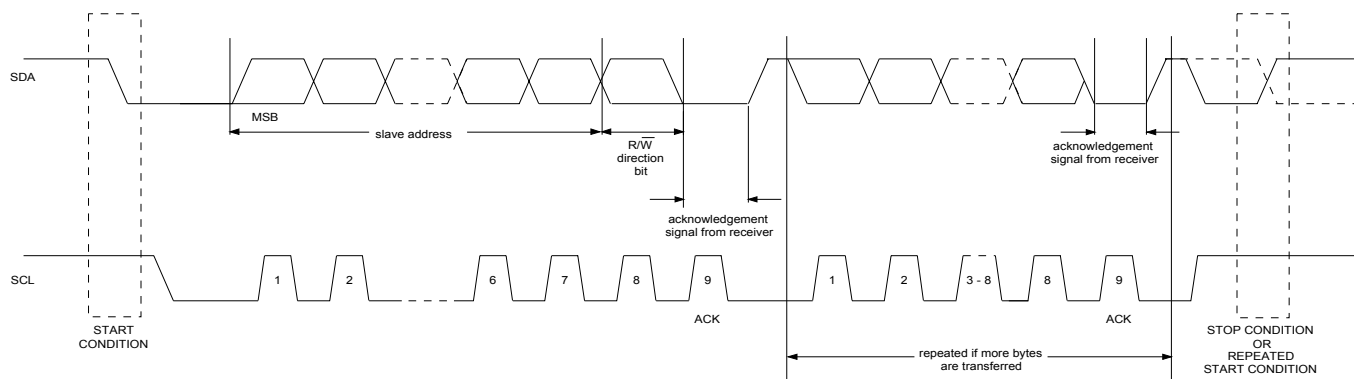 SDA
MSB
slave address
R/W̅
direction
bit
acknowledgement
signal from receiver
acknowledgement
signal from receiver
SCL
1
2
6
7
8
9
1
2
3 - 8
8
9
ACK
ACK
START
CONDITION
STOP CONDITION
OR
REPEATED
START CONDITION
repeated if more bytes
are transferred